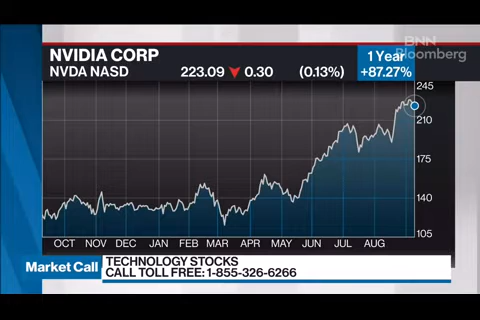 BNN
Bloomberg
NVIDIA CORP
NVDA NASD 223.09 0.30 (0.13%)
1 Year
+87.27%
245
210
175
140
105
OCT NOV DEC JAN FEB MAR APR MAY JUN JUL AUG
Market Call
TECHNOLOGY STOCKS
CALL TOLL FREE: 1-855-326-6266